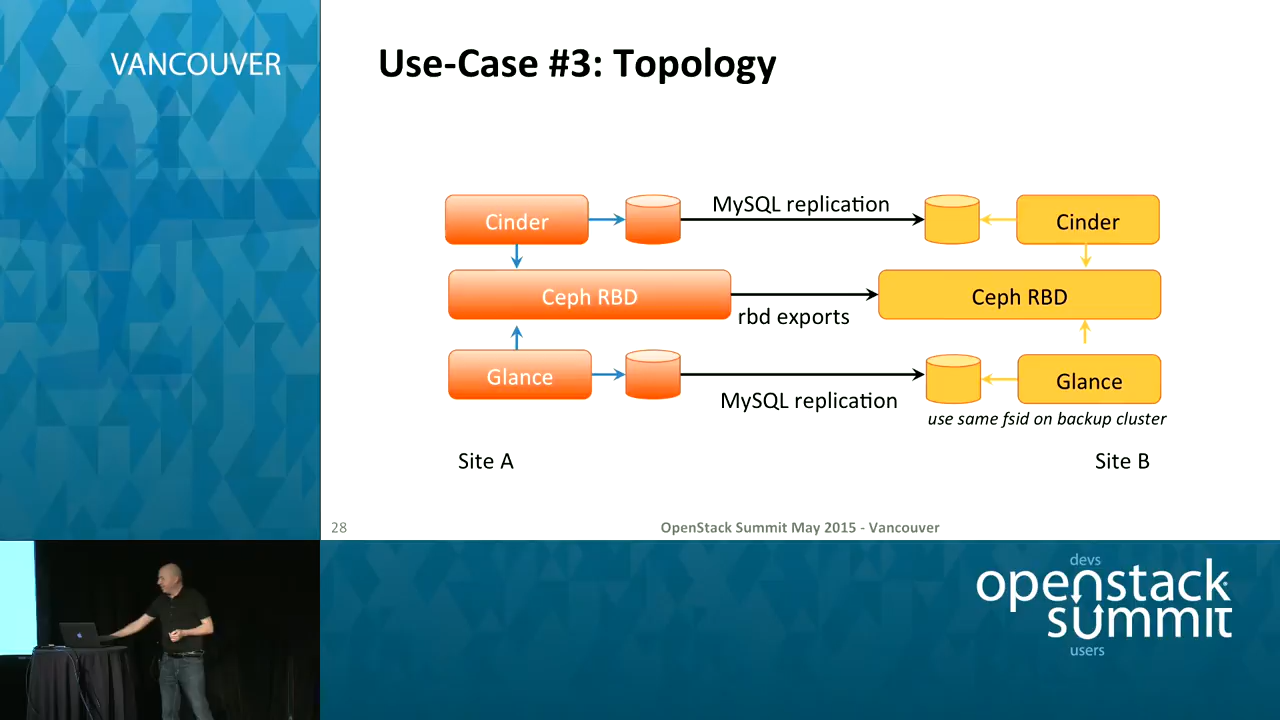 VANCOUVER
Use-Case #3: Topology
Cinder
MySQL replication
Cinder
Ceph RBD
rbd exports
Ceph RBD
Glance
MySQL replication
Glance
use same fsid on backup cluster
Site A
Site B
28
OpenStack Summit May 2015 - Vancouver
devs
openstack
summit
users